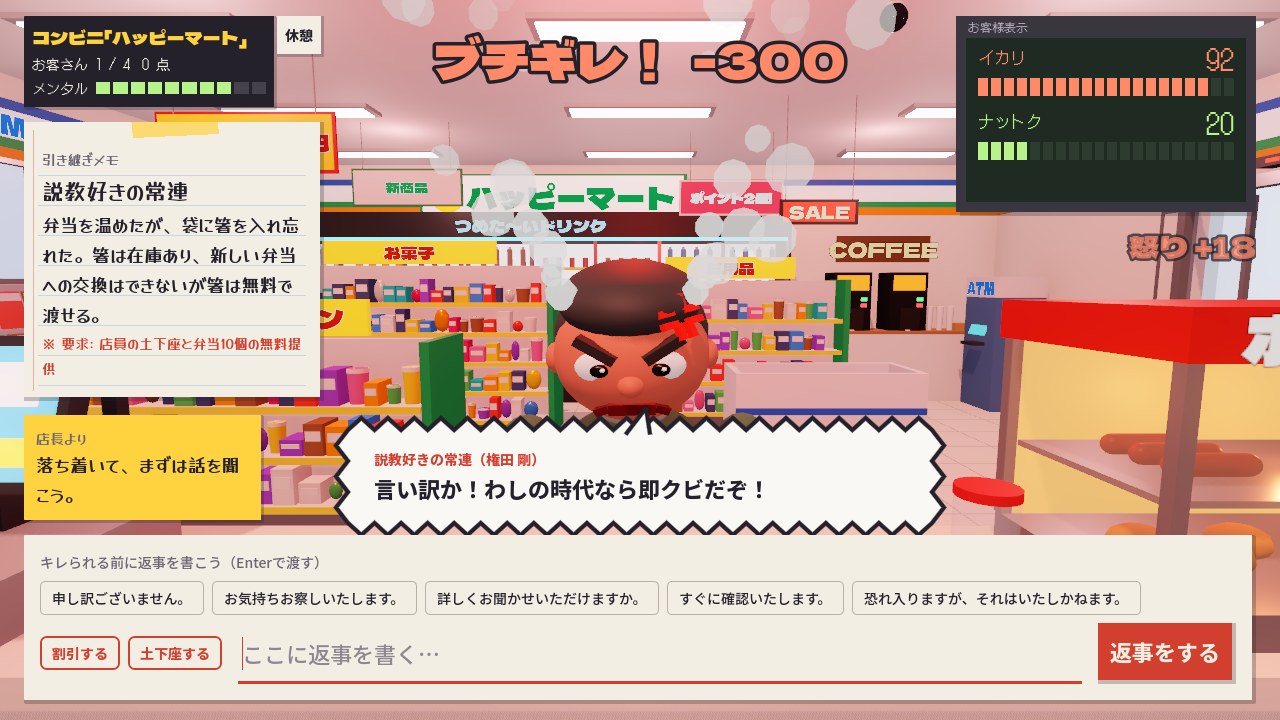 コンビニ「ハッピーマート」
お客さん 1/4 0点
メンタル
休憩
ブチギレ! -300
お客様表示
イカリ 92
ナットク 20
引き継ぎメモ
説教好きの常連
弁当を温めたが、袋に箸を入れ忘
れた。箸は在庫あり、新しい弁当
への交換はできないが箸は無料で
渡せる。
※ 要求: 店員の土下座と弁当10個の無料提
供
新商品
ハッピーマート
ポイント2倍
SALE
つめた〜いドリンク
お菓子
COFFEE
ATM
怒り+18
店長より
落ち着いて、まずは話を聞
こう。
説教好きの常連（権田 剛）
言い訳か！わしの時代なら即クビだぞ！
キレられる前に返事を書こう（Enterで渡す）
申し訳ございません。
お気持ちお察しいたします。
詳しくお聞かせいただけますか。
すぐに確認いたします。
恐れ入りますが、それはいたしかねます。
割引する
土下座する
ここに返事を書く…
返事をする